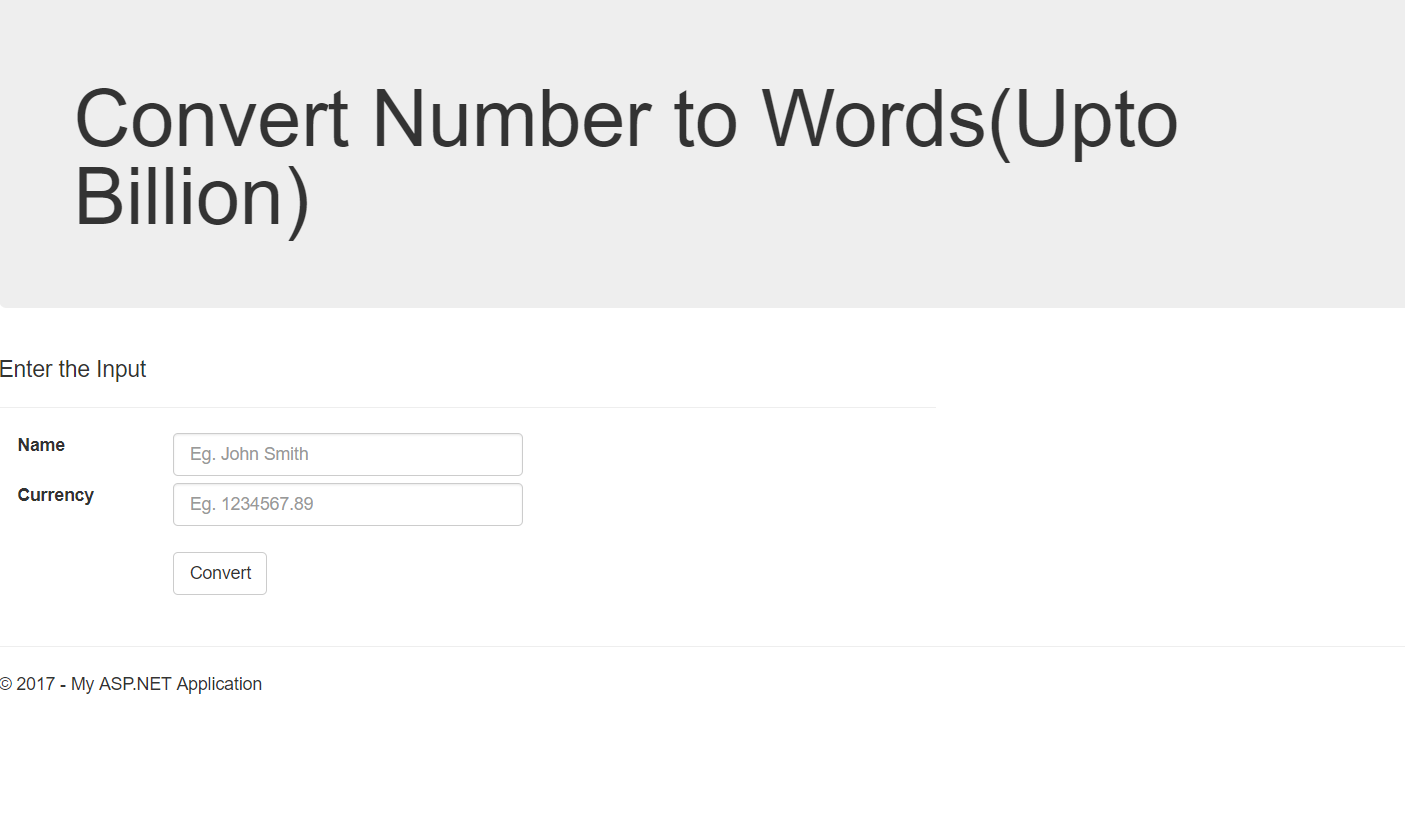 Convert Number to Words(Upto
Billion)
Enter the Input
Name
Eg. John Smith
Currency
Eg. 1234567.89
Convert
© 2017 - My ASP.NET Application